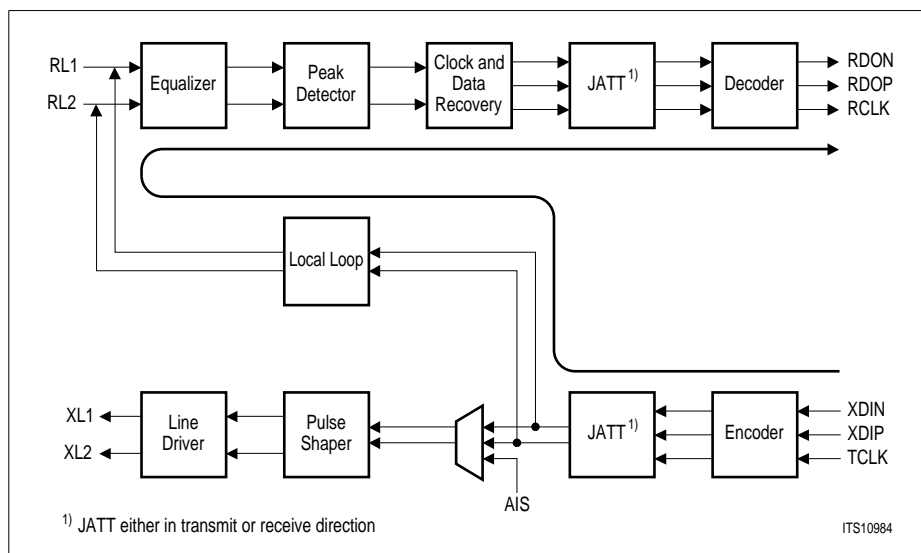 RL1
RL2
Equalizer
Peak
Detector
Clock and
Data
Recovery
JATT 1)
Decoder
RDON
RDOP
RCLK
Local Loop
XL1
XL2
Line
Driver
Pulse
Shaper
AIS
JATT 1)
Encoder
XDIN
XDIP
TCLK
1) JATT either in transmit or receive direction
ITS10984